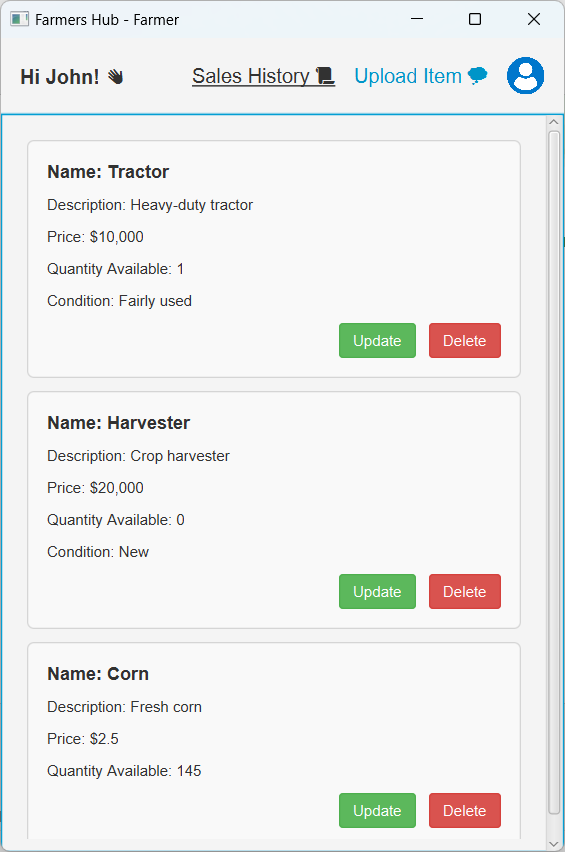 Farmers Hub - Farmer
Hi John! 👋 Sales History 📜 Upload Item
Name: Tractor
Description: Heavy-duty tractor
Price: $10,000
Quantity Available: 1
Condition: Fairly used
Update Delete
Name: Harvester
Description: Crop harvester
Price: $20,000
Quantity Available: 0
Condition: New
Update Delete
Name: Corn
Description: Fresh corn
Price: $2.5
Quantity Available: 145
Update Delete